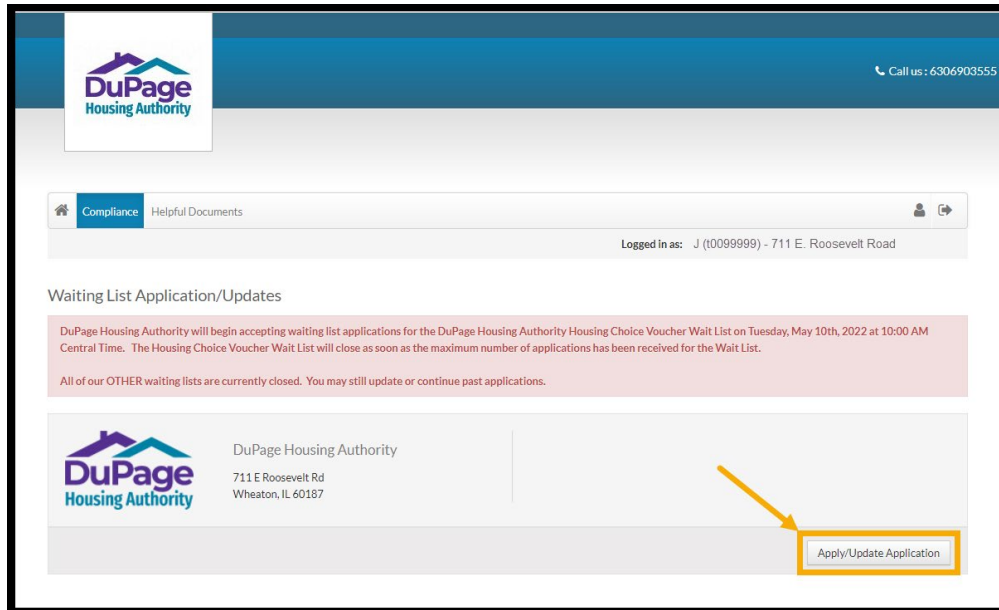 DuPage
Housing Authority
Call us : 6306903555
Compliance Helpful Documents
Logged in as: J (t0099999) - 711 E. Roosevelt Road
Waiting List Application/Updates
DuPage Housing Authority will begin accepting waiting list applications for the DuPage Housing Authority Housing Choice Voucher Wait List on Tuesday, May 10th, 2022 at 10:00 AM
Central Time. The Housing Choice Voucher Wait List will close as soon as the maximum number of applications has been received for the Wait List.
All of our OTHER waiting lists are currently closed. You may still update or continue past applications.
DuPage
Housing Authority
DuPage Housing Authority
711 E Roosevelt Rd
Wheaton, IL 60187
Apply/Update Application